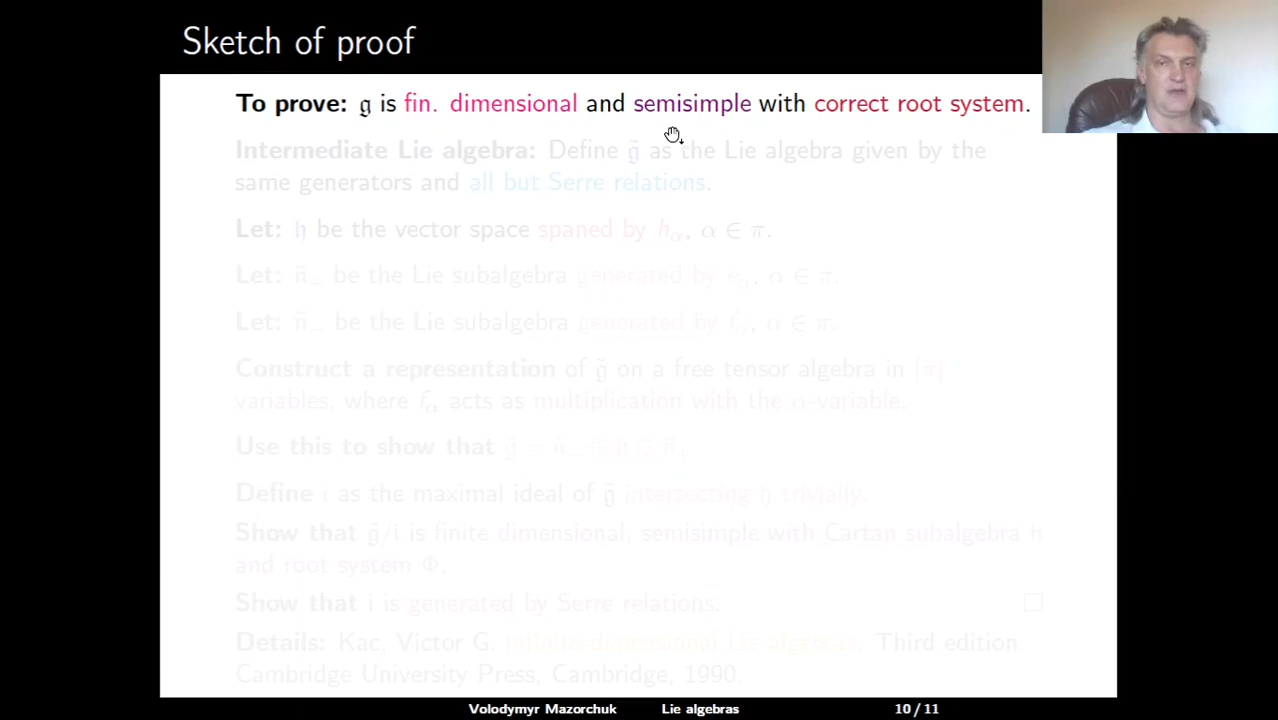 Sketch of proof
To prove: 𝔤 is fin. dimensional and semisimple with correct root system.
Intermediate Lie algebra: Define 𝔤̃ as the Lie algebra given by the
same generators and all but Serre relations.
Let: 𝔥 be the vector space spaned by hα, α ∈ π.
Let: 𝔫̃₊ be the Lie subalgebra generated by eα, α ∈ π.
Let: 𝔫̃₋ be the Lie subalgebra generated by fα, α ∈ π.
Construct a representation of 𝔤̃ on a free tensor algebra in |π|
variables, where fα acts as multiplication with the α-variable.
Use this to show that 𝔤̃ = 𝔫̃₋ ⊕ 𝔥 ⊕ 𝔫̃₊
Define 𝔦 as the maximal ideal of 𝔤̃ intersecting 𝔥 trivially.
Show that 𝔤̃/𝔦 is finite dimensional, semisimple with Cartan subalgebra 𝔥
and root system Φ.
Show that 𝔦 is generated by Serre relations. □
Details: Kac, Victor G. Infinite-dimensional Lie algebras. Third edition.
Cambridge University Press, Cambridge, 1990.
Volodymyr Mazorchuk Lie algebras 10 / 11